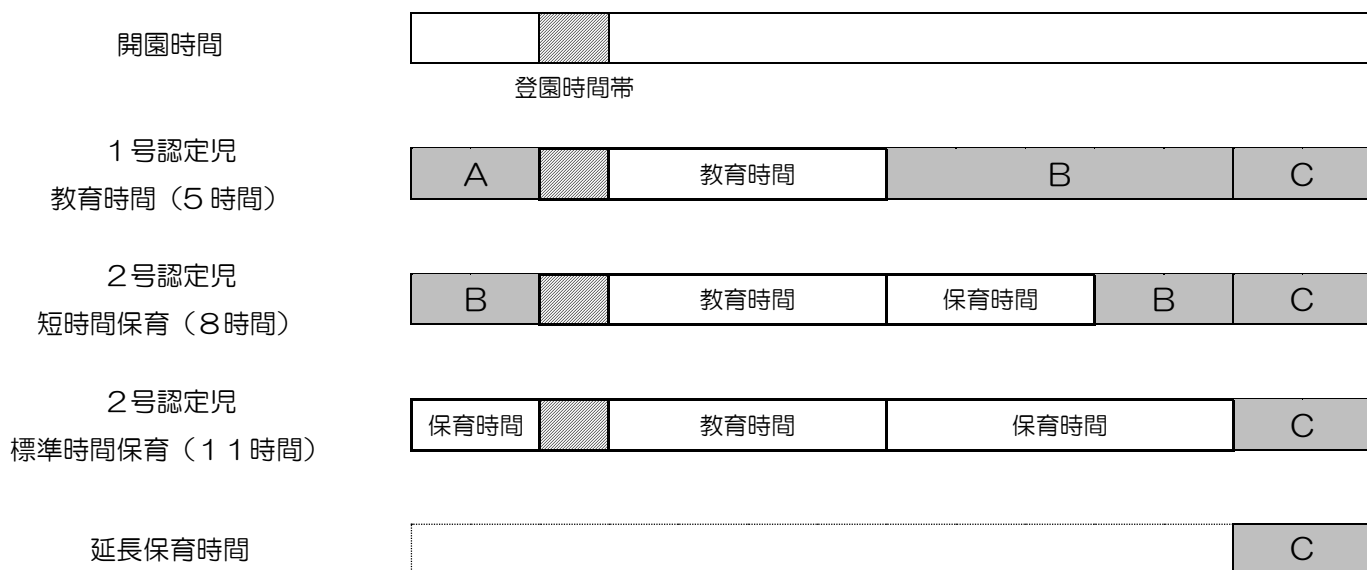 開園時間
登園時間帯
１号認定児
教育時間（５時間）
A 教育時間 B C
２号認定児
短時間保育（８時間）
B 教育時間 保育時間 B C
２号認定児
標準時間保育（１１時間）
保育時間 教育時間 保育時間 C
延長保育時間
C